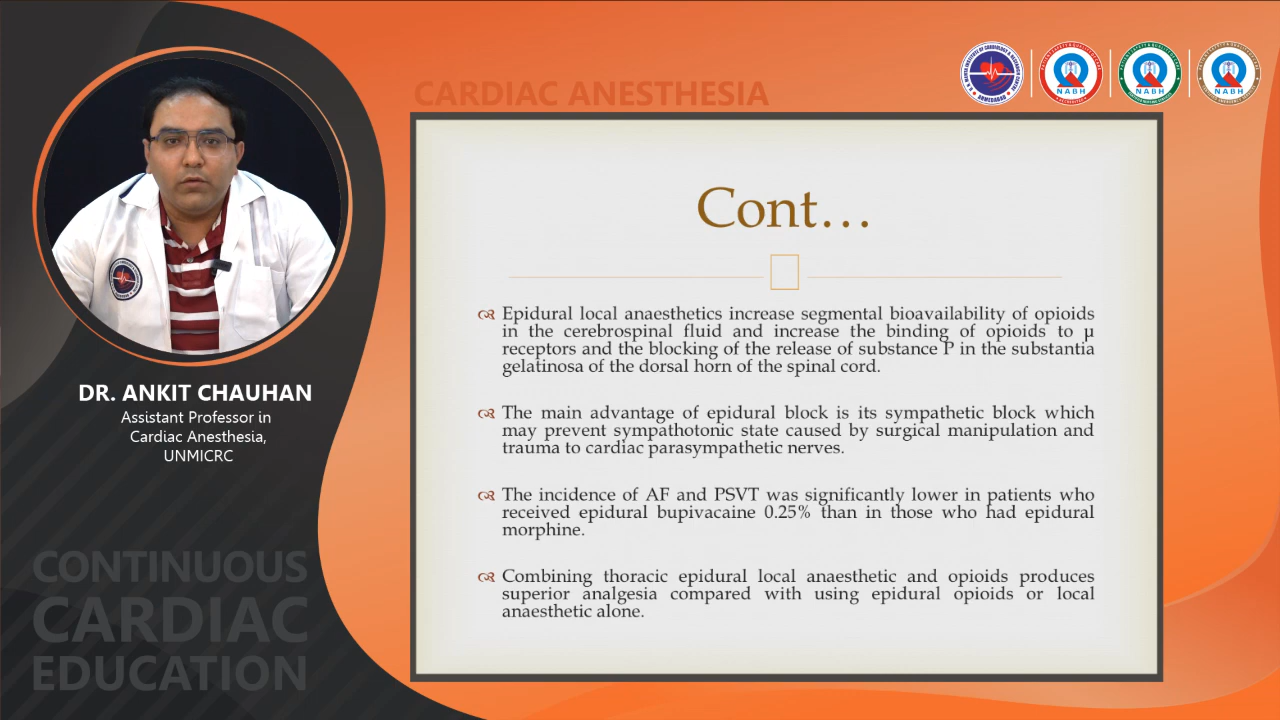 CARDIAC ANESTHESIA
NABH
NABH
NABH
Cont…
Epidural local anaesthetics increase segmental bioavailability of opioids
in the cerebrospinal fluid and increase the binding of opioids to μ
receptors and the blocking of the release of substance P in the substantia
gelatinosa of the dorsal horn of the spinal cord.
The main advantage of epidural block is its sympathetic block which
may prevent sympathotonic state caused by surgical manipulation and
trauma to cardiac parasympathetic nerves.
The incidence of AF and PSVT was significantly lower in patients who
received epidural bupivacaine 0.25% than in those who had epidural
morphine.
Combining thoracic epidural local anaesthetic and opioids produces
superior analgesia compared with using epidural opioids or local
anaesthetic alone.
DR. ANKIT CHAUHAN
Assistant Professor in
Cardiac Anesthesia,
UNMICRC
CONTINUOUS
CARDIAC
EDUCATION